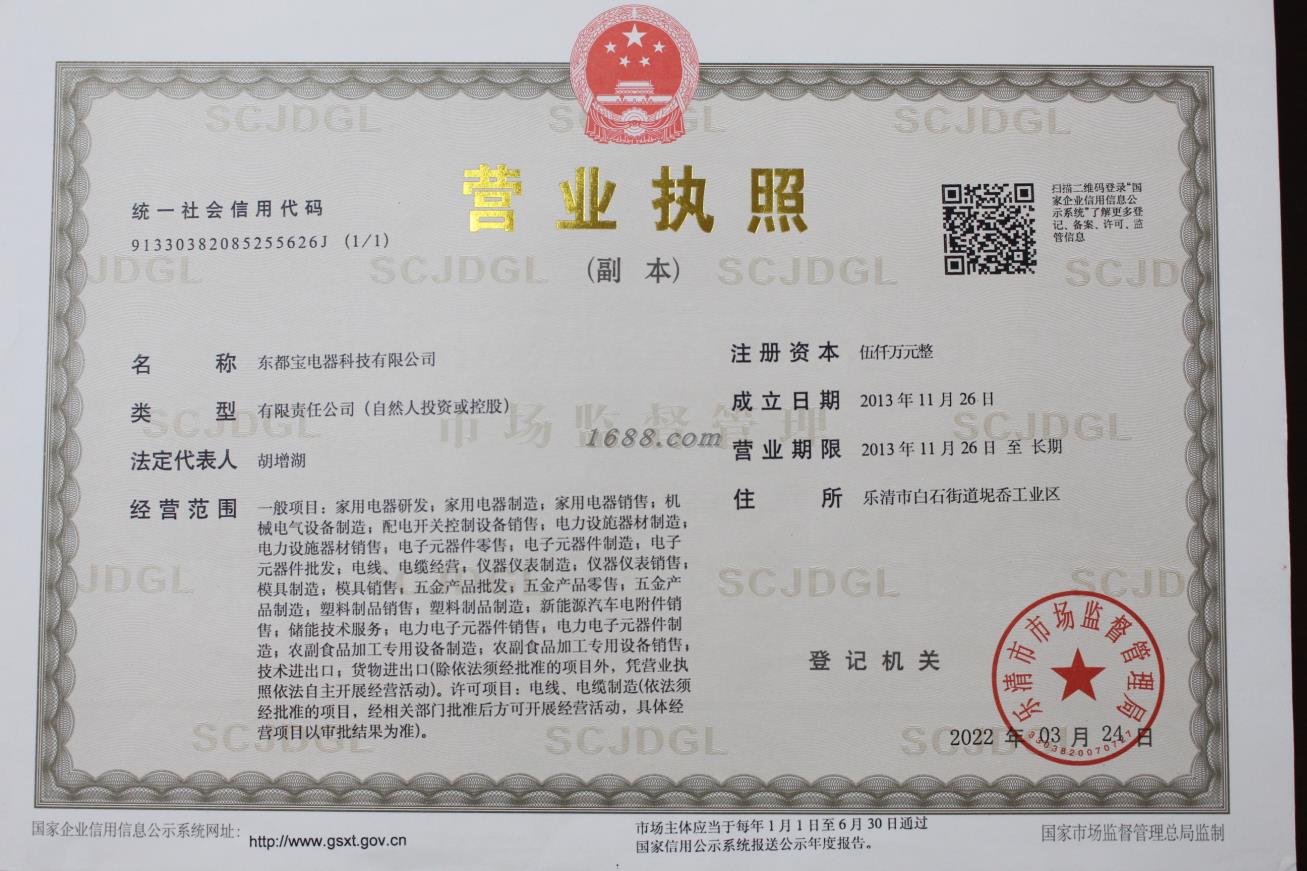 营业执照
(副 本)
统一社会信用代码
91330382085255626J (1/1)
扫描二维码登录“国
家企业信用信息公
示系统”了解更多登
记、备案、许可、监
管信息
名 称 东都宝电器科技有限公司
类 型 有限责任公司（自然人投资或控股）
法定代表人 胡增湖
经营范围 一般项目：家用电器研发；家用电器制造；家用电器销售；机
械电气设备制造；配电开关控制设备销售；电力设施器材制造；
电力设施器材销售；电子元器件零售；电子元器件制造；电子
元器件批发；电线、电缆经营；仪器仪表制造；仪器仪表销售；
模具制造；模具销售；五金产品批发；五金产品零售；五金产
品制造；塑料制品销售；塑料制品制造；新能源汽车电附件销
售；储能技术服务；电力电子元器件销售；电力电子元器件制
造；农副食品加工专用设备制造；农副食品加工专用设备销售；
技术进出口；货物进出口(除依法须经批准的项目外，凭营业执
照依法自主开展经营活动)。许可项目：电线、电缆制造(依法须
经批准的项目，经相关部门批准后方可开展经营活动，具体经
营项目以审批结果为准)。
注册资本 伍仟万元整
成立日期 2013年11月26日
营业期限 2013年11月26日 至 长期
住 所 乐清市白石街道坭岙工业区
1688.com
市场监督管理
SCJDGL
登记机关
乐清市市场监督管理局
3303820070727
2022 年 03 月 24 日
国家企业信用信息公示系统网址：http://www.gsxt.gov.cn
市场主体应当于每年1月1日至6月30日通过
国家信用公示系统报送公示年度报告。
国家市场监督管理总局监制